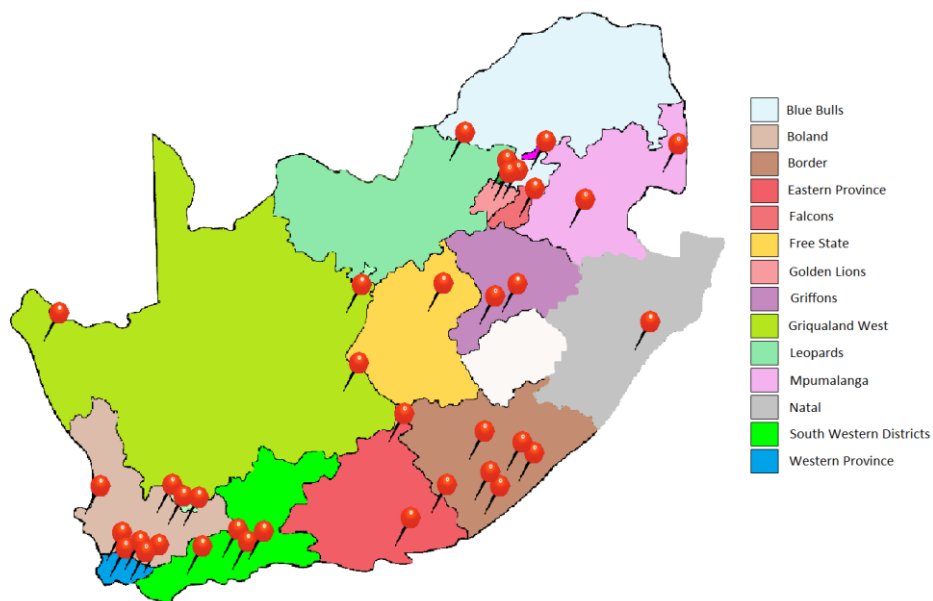 Blue Bulls
Boland
Border
Eastern Province
Falcons
Free State
Golden Lions
Griffons
Griqualand West
Leopards
Mpumalanga
Natal
South Western Districts
Western Province